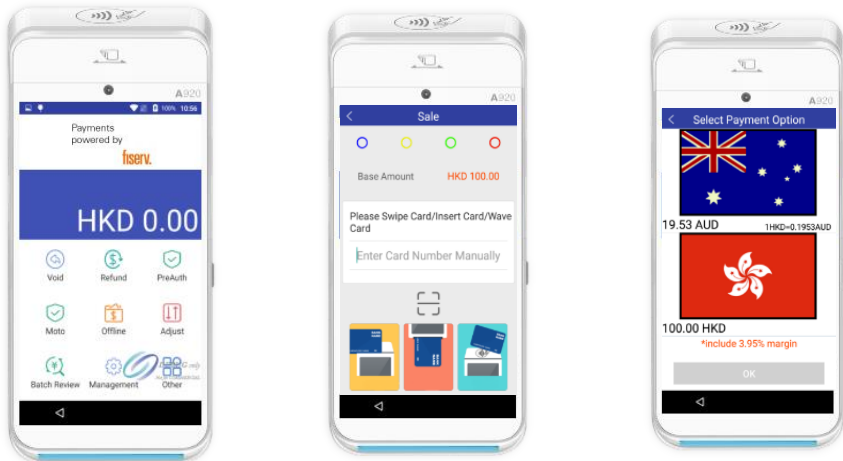 A920
100% 10:56
Payments
powered by
fiserv.
HKD 0.00
Void Refund PreAuth
Moto Offline Adjust
Batch Review Management Other
A920
Sale
Base Amount HKD 100.00
Please Swipe Card/Insert Card/Wave
Card
Enter Card Number Manually
A920
Select Payment Option
19.53 AUD 1HKD=0.1953AUD
100.00 HKD
*include 3.95% margin
OK